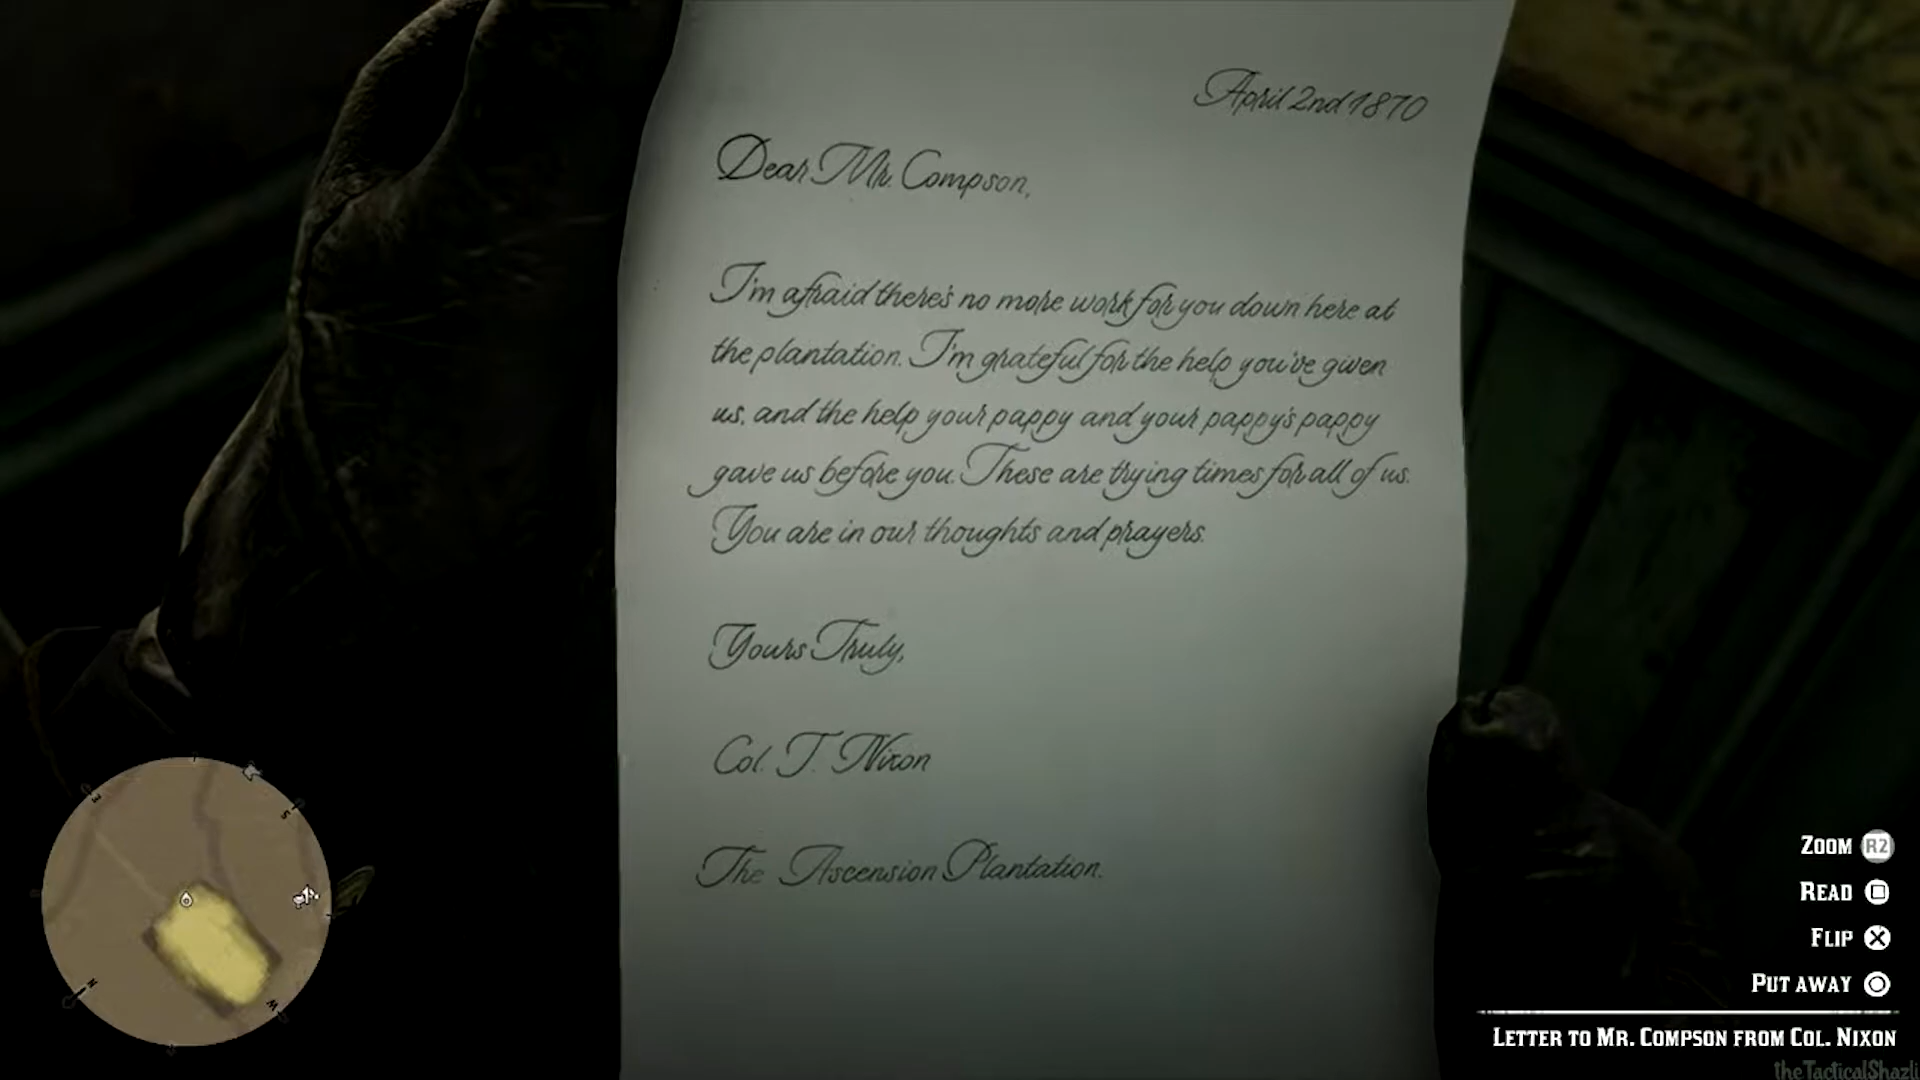 April 2nd 1870
Dear Mr. Compson,
I'm afraid there's no more work for you down here at
the plantation. I'm grateful for the help you've given
us, and the help your pappy and your pappy's pappy
gave us before you. These are trying times for all of us.
You are in our thoughts and prayers.
Yours Truly,
Col. T. Nixon
The Ascension Plantation.
ZOOM R2
READ
FLIP
PUT AWAY
LETTER TO MR. COMPSON FROM COL. NIXON
theTacticalShazli
E
S
N
W